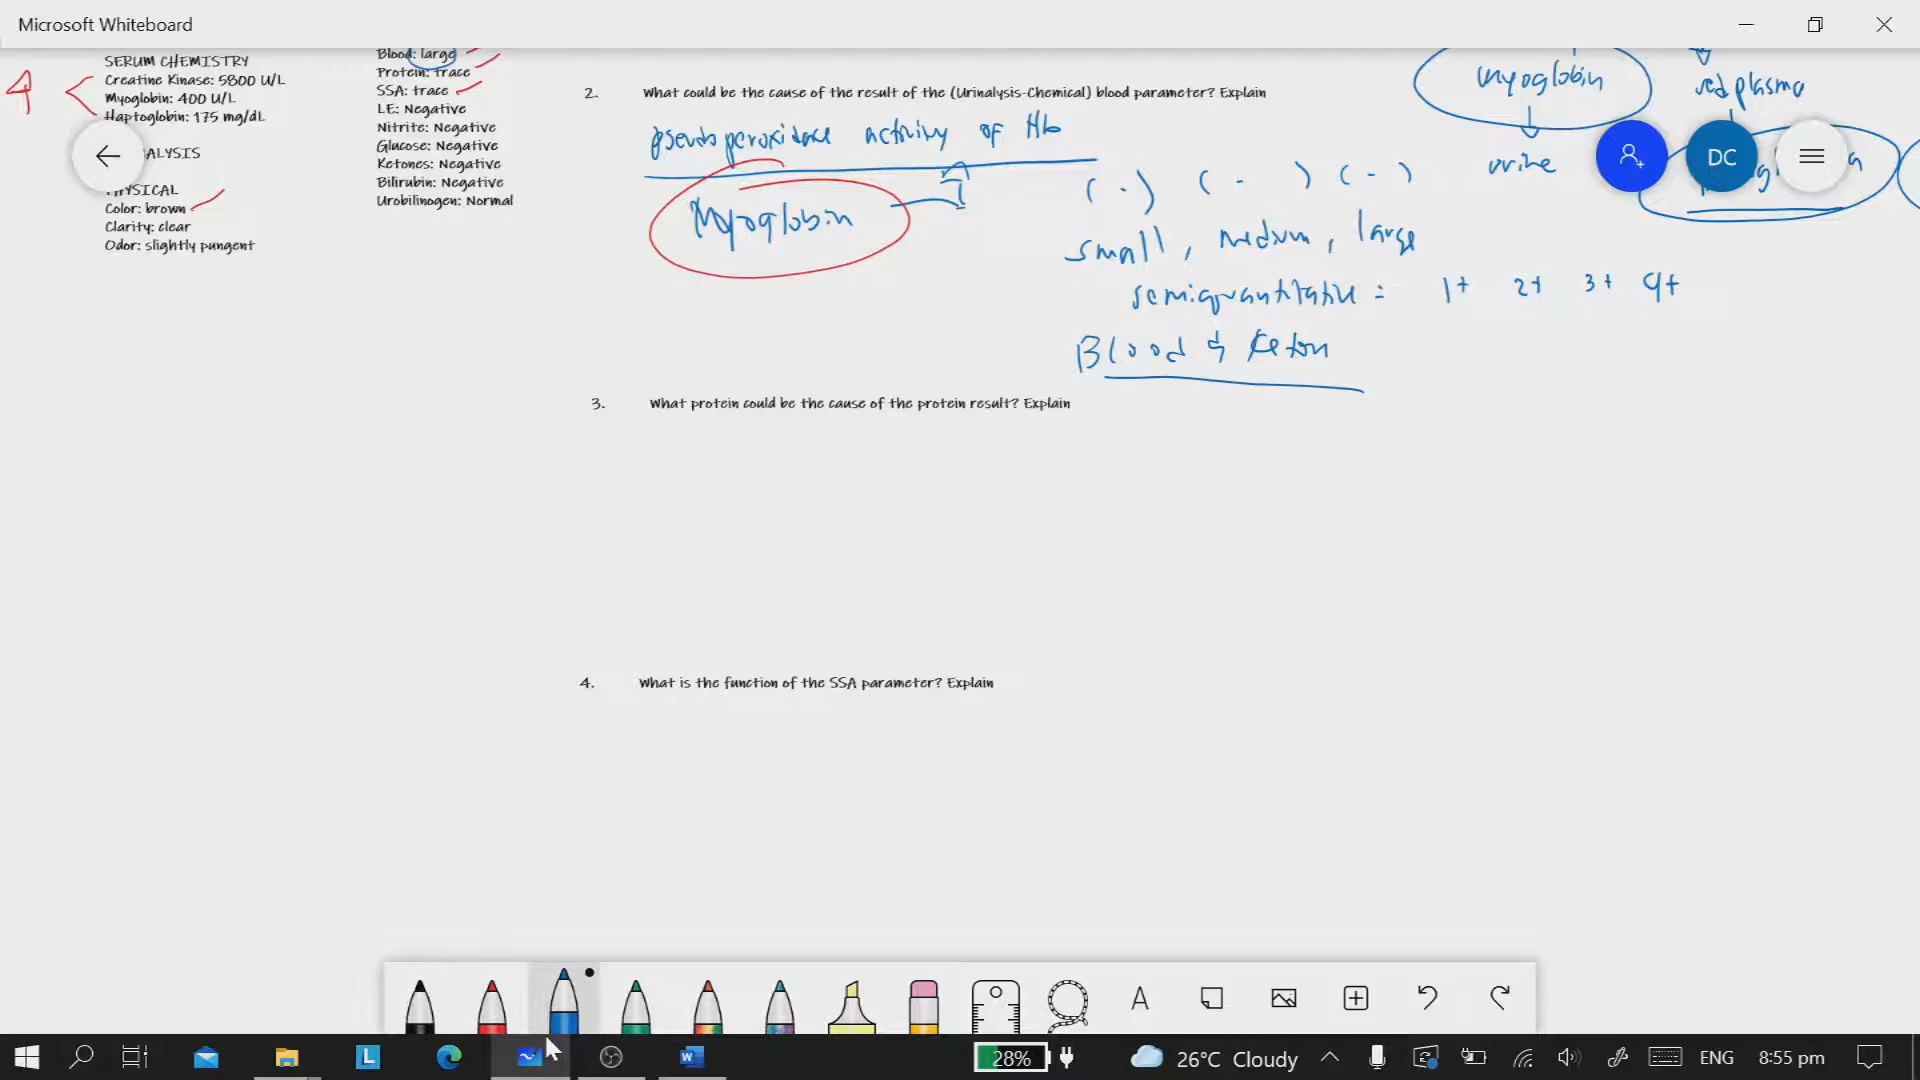 Microsoft Whiteboard
SERUM CHEMISTRY
Creatine Kinase: 5800 U/L
Myoglobin: 400 U/L
Haptoglobin: 175 mg/dL
ALYSIS
PHYSICAL
Color: brown
Clarity: clear
Odor: slightly pungent
Blood: large
Protein: trace
SSA: trace
LE: Negative
Nitrite: Negative
Glucose: Negative
Ketones: Negative
Bilirubin: Negative
Urobilinogen: Normal
2. What could be the cause of the result of the (Urinalysis-Chemical) blood parameter? Explain
pseudoperoxidase activity of Hb
Myoglobin
(-) (-) (-)
small, medium, large
semiquantitative = 1+ 2+ 3+ 4+
Blood & Keton
myoglobin
urine
red plasma
DC
3. What protein could be the cause of the protein result? Explain
4. What is the function of the SSA parameter? Explain
A
L
W
28%
26°C Cloudy
ENG
8:55 pm